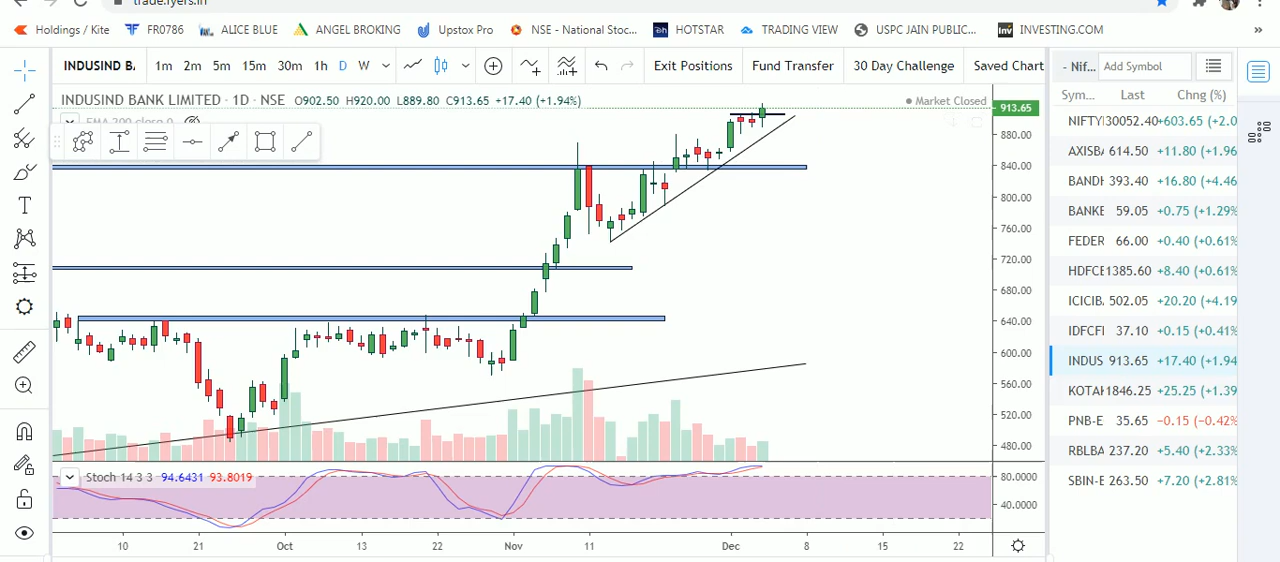 trade.fyers.in
Holdings / Kite FR0786 ALICE BLUE ANGEL BROKING Upstox Pro NSE - National Stoc... HOTSTAR TRADING VIEW USPC JAIN PUBLIC... INVESTING.COM »
INDUSIND B. 1m 2m 5m 15m 30m 1h D W Exit Positions Fund Transfer 30 Day Challenge Saved Chart
- Nif... Add Symbol
INDUSIND BANK LIMITED · 1D · NSE O902.50 H920.00 L889.80 C913.65 +17.40 (+1.94%) Market Closed
EMA 200 close 0
Sym... Last Chng (%)
NIFTY 30052.40 +603.65 (+2.0
AXISBA 614.50 +11.80 (+1.96
BANDH 393.40 +16.80 (+4.46
BANKE 59.05 +0.75 (+1.29%
FEDER 66.00 +0.40 (+0.61%
HDFCE 1385.60 +8.40 (+0.61%
ICICIB. 502.05 +20.20 (+4.19
IDFCFI 37.10 +0.15 (+0.41%
INDUS 913.65 +17.40 (+1.94
KOTAK 1846.25 +25.25 (+1.39
PNB-E 35.65 −0.15 (−0.42%
RBLBA 237.20 +5.40 (+2.33%
SBIN-E 263.50 +7.20 (+2.81%
913.65
880.00
840.00
800.00
760.00
720.00
680.00
640.00
600.00
560.00
520.00
480.00
Stoch 14 3 3 94.6431 93.8019
80.0000
40.0000
10 21 Oct 13 22 Nov 11 Dec 8 15 22